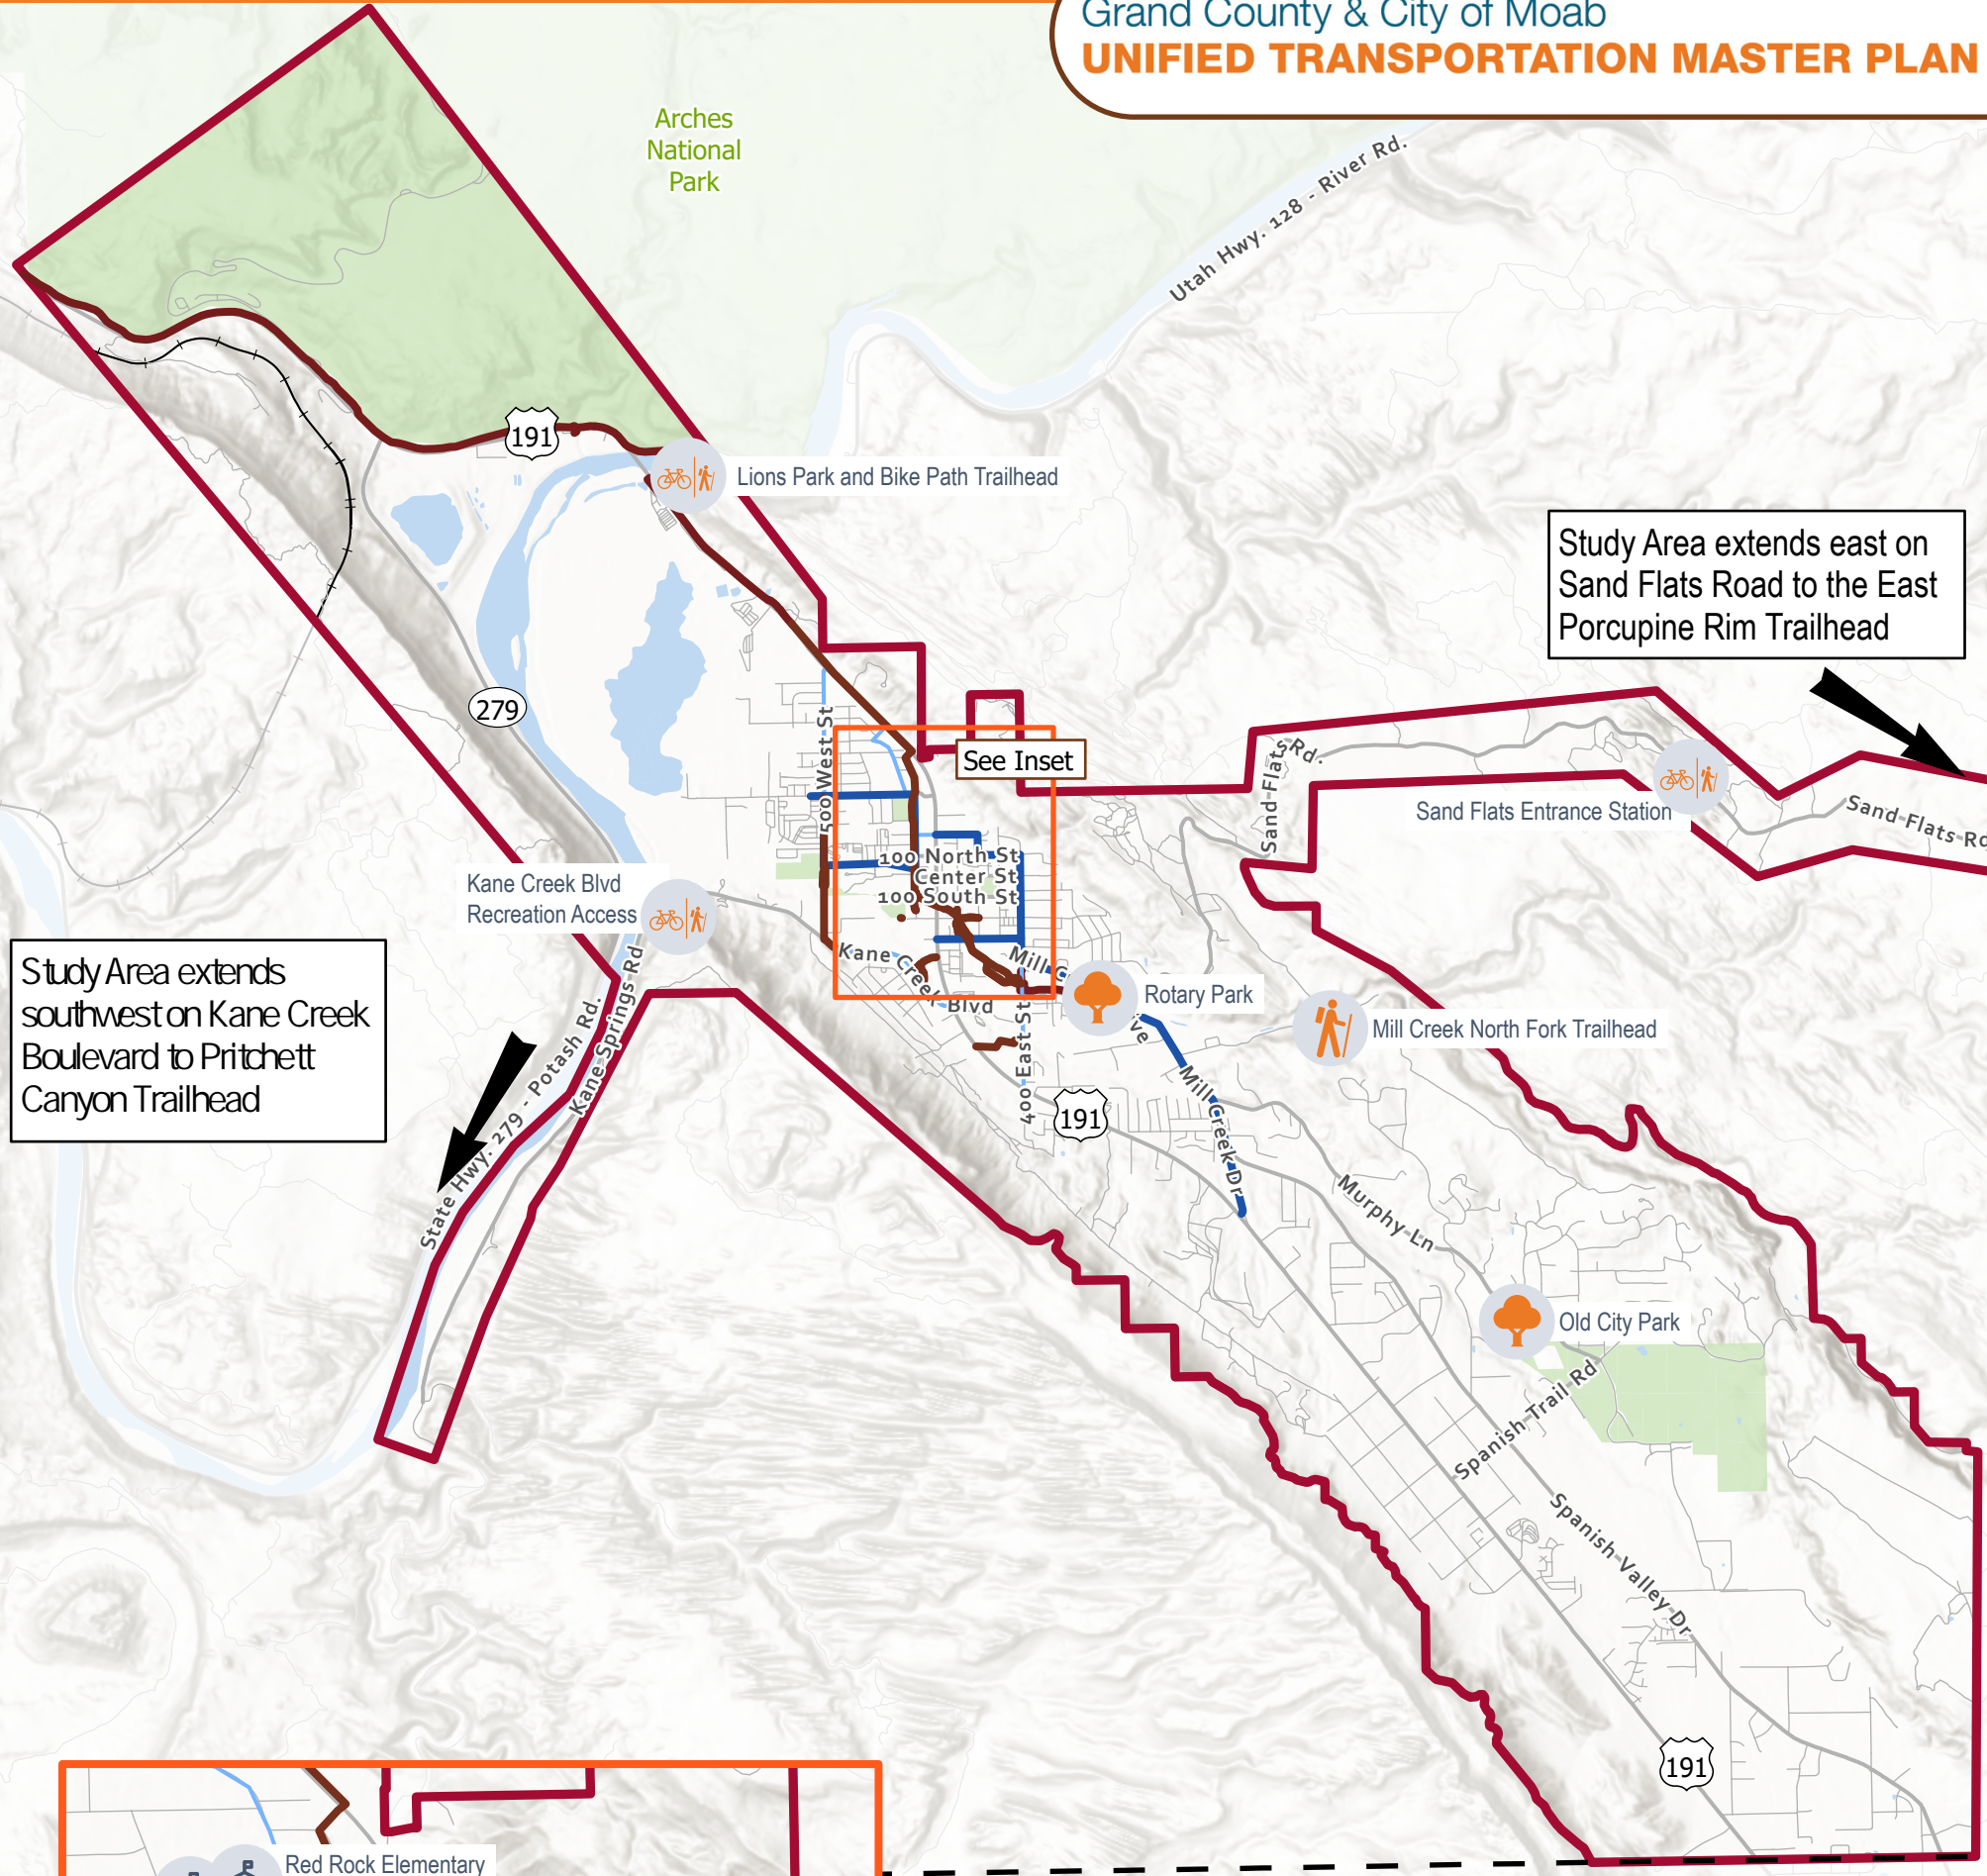 Grand County & City of Moab
UNIFIED TRANSPORTATION MASTER PLAN
Arches
National
Park
Utah Hwy. 128 - River Rd.
191
Lions Park and Bike Path Trailhead
Study Area extends east on
Sand Flats Road to the East
Porcupine Rim Trailhead
279
500 West St
See Inset
Sand Flats Rd.
Sand Flats Entrance Station
Sand Flats Rd
100 North St
Center St
100 South St
Kane Creek Blvd
Recreation Access
Study Area extends
southwest on Kane Creek
Boulevard to Pritchett
Canyon Trailhead
Kane Creek Blvd
Rotary Park
Mill Creek North Fork Trailhead
State Hwy. 279 - Potash Rd.
Kane Springs Rd
400 East St
191
Mill Creek Dr
Murphy Ln
Old City Park
Spanish Trail Rd
Spanish Valley Dr
191
Red Rock Elementary